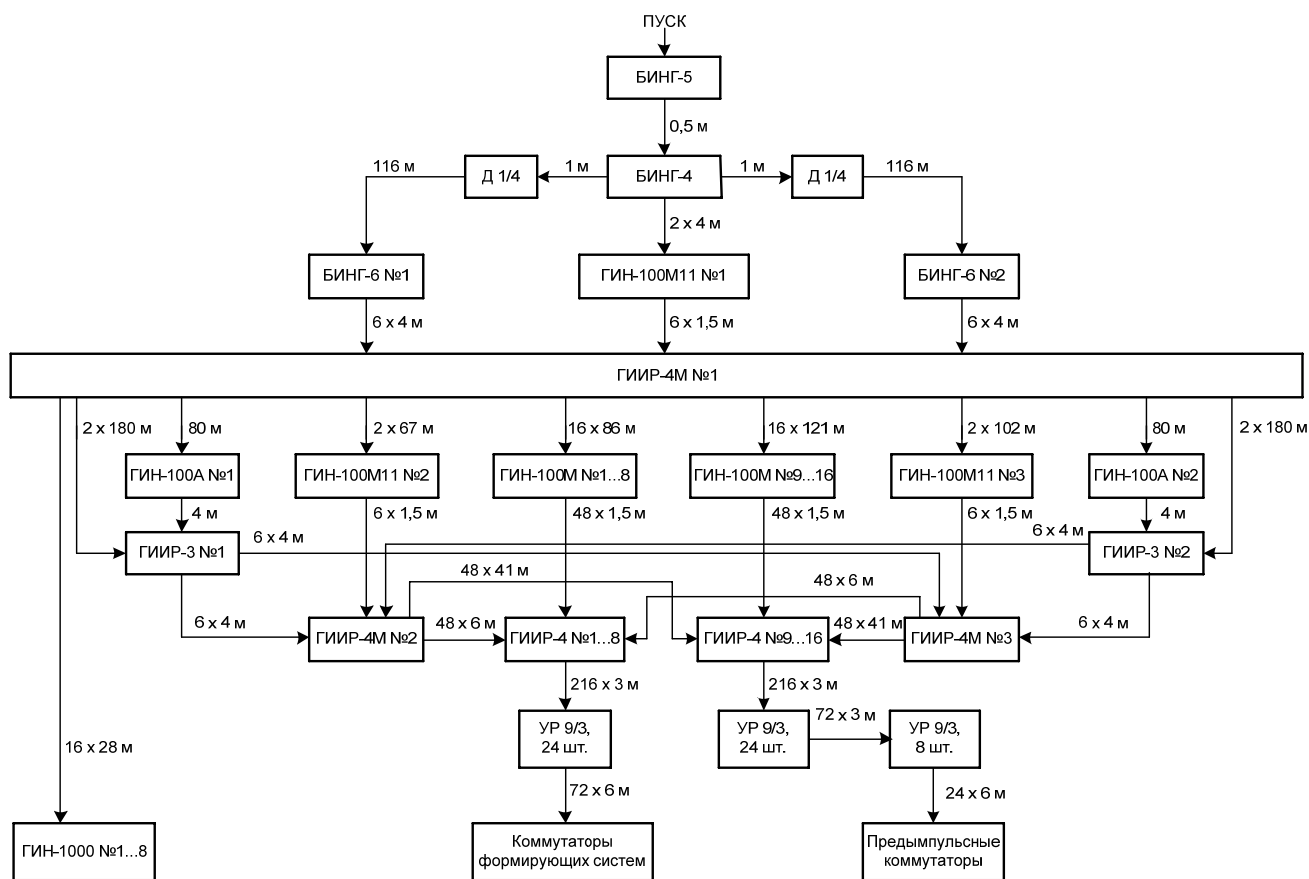 ПУСК
БИНГ-5
0,5 м
116 м
Д 1/4
1 м
БИНГ-4
1 м
Д 1/4
116 м
2 x 4 м
БИНГ-6 №1
ГИН-100М11 №1
БИНГ-6 №2
6 x 4 м
6 x 1,5 м
6 x 4 м
ГИИР-4М №1
2 x 180 м
80 м
2 x 67 м
16 x 86 м
16 x 121 м
2 x 102 м
80 м
2 x 180 м
ГИН-100А №1
ГИН-100М11 №2
ГИН-100М №1...8
ГИН-100М №9...16
ГИН-100М11 №3
ГИН-100А №2
4 м
6 x 1,5 м
48 x 1,5 м
48 x 1,5 м
6 x 1,5 м
4 м
ГИИР-3 №1
6 x 4 м
6 x 4 м
ГИИР-3 №2
48 x 41 м
48 x 6 м
6 x 4 м
ГИИР-4М №2
48 x 6 м
ГИИР-4 №1...8
ГИИР-4 №9...16
48 x 41 м
ГИИР-4М №3
6 x 4 м
216 x 3 м
216 x 3 м
УР 9/3,
24 шт.
УР 9/3,
24 шт.
72 x 3 м
УР 9/3,
8 шт.
16 x 28 м
72 x 6 м
24 x 6 м
ГИН-1000 №1...8
Коммутаторы
формирующих систем
Предымпульсные
коммутаторы